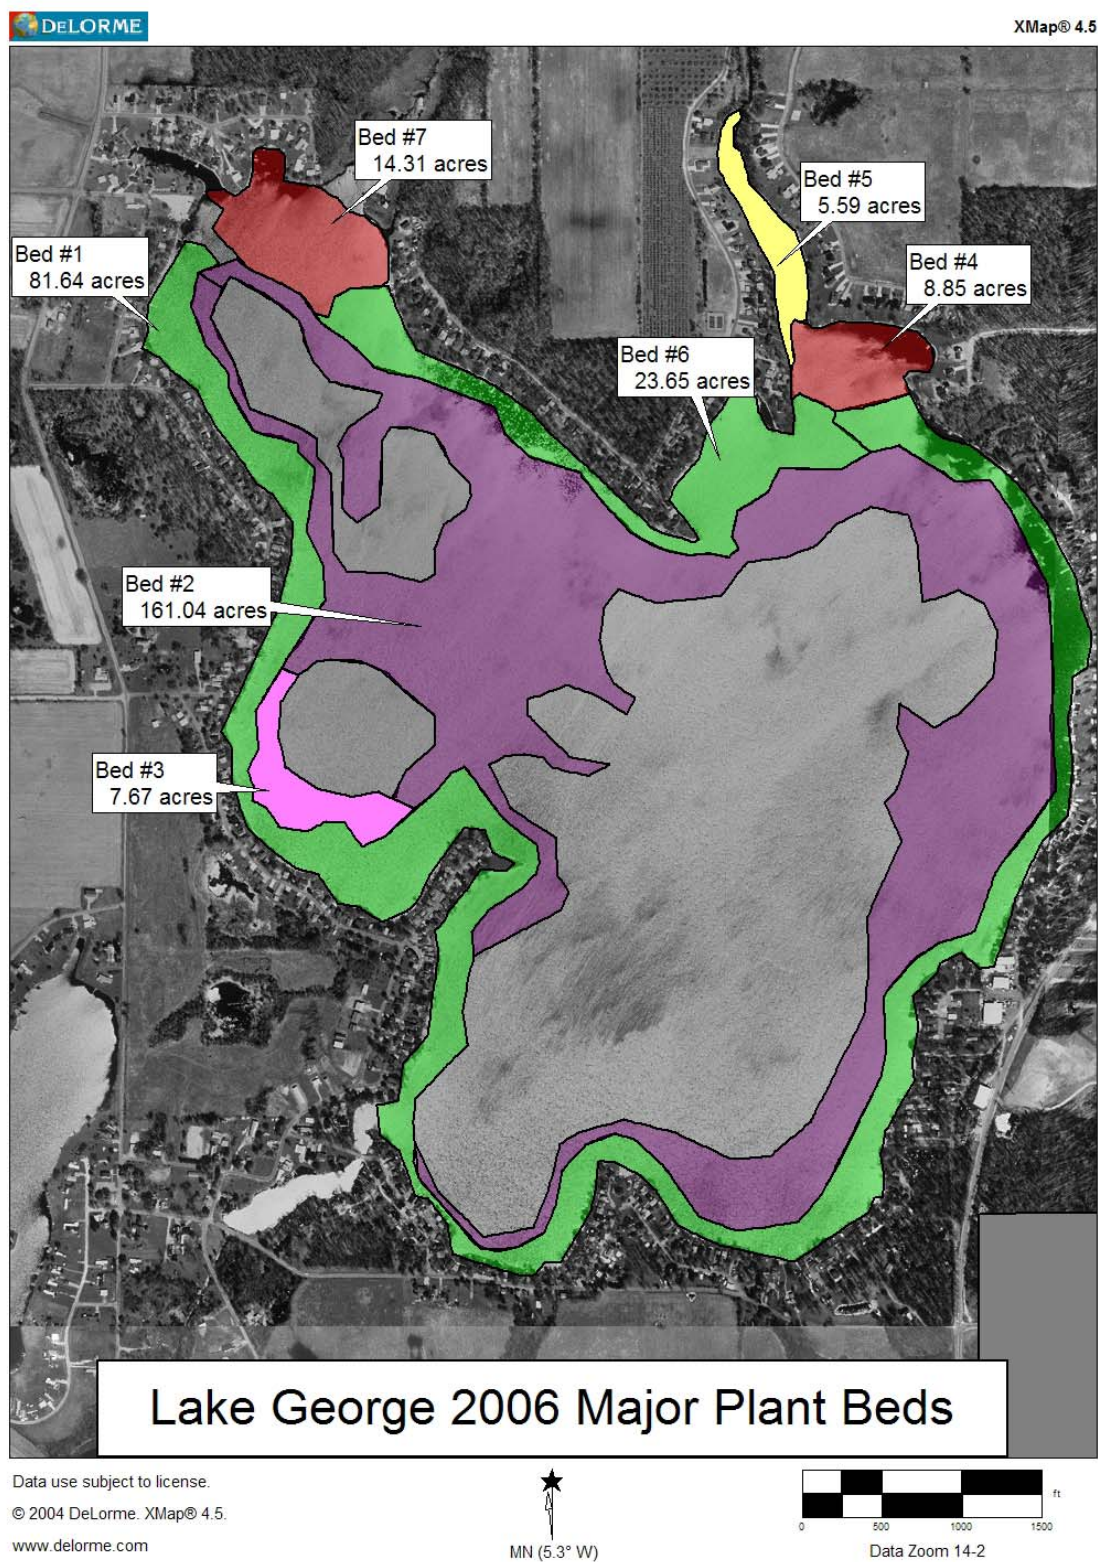 DELORME
XMap® 4.5
Bed #7
14.31 acres
Bed #5
5.59 acres
Bed #1
81.64 acres
Bed #4
8.85 acres
Bed #6
23.65 acres
Bed #2
161.04 acres
Bed #3
7.67 acres
Lake George 2006 Major Plant Beds
Data use subject to license.
© 2004 DeLorme. XMap® 4.5.
www.delorme.com
MN (5.3° W)
ft
0 500 1000 1500
Data Zoom 14-2